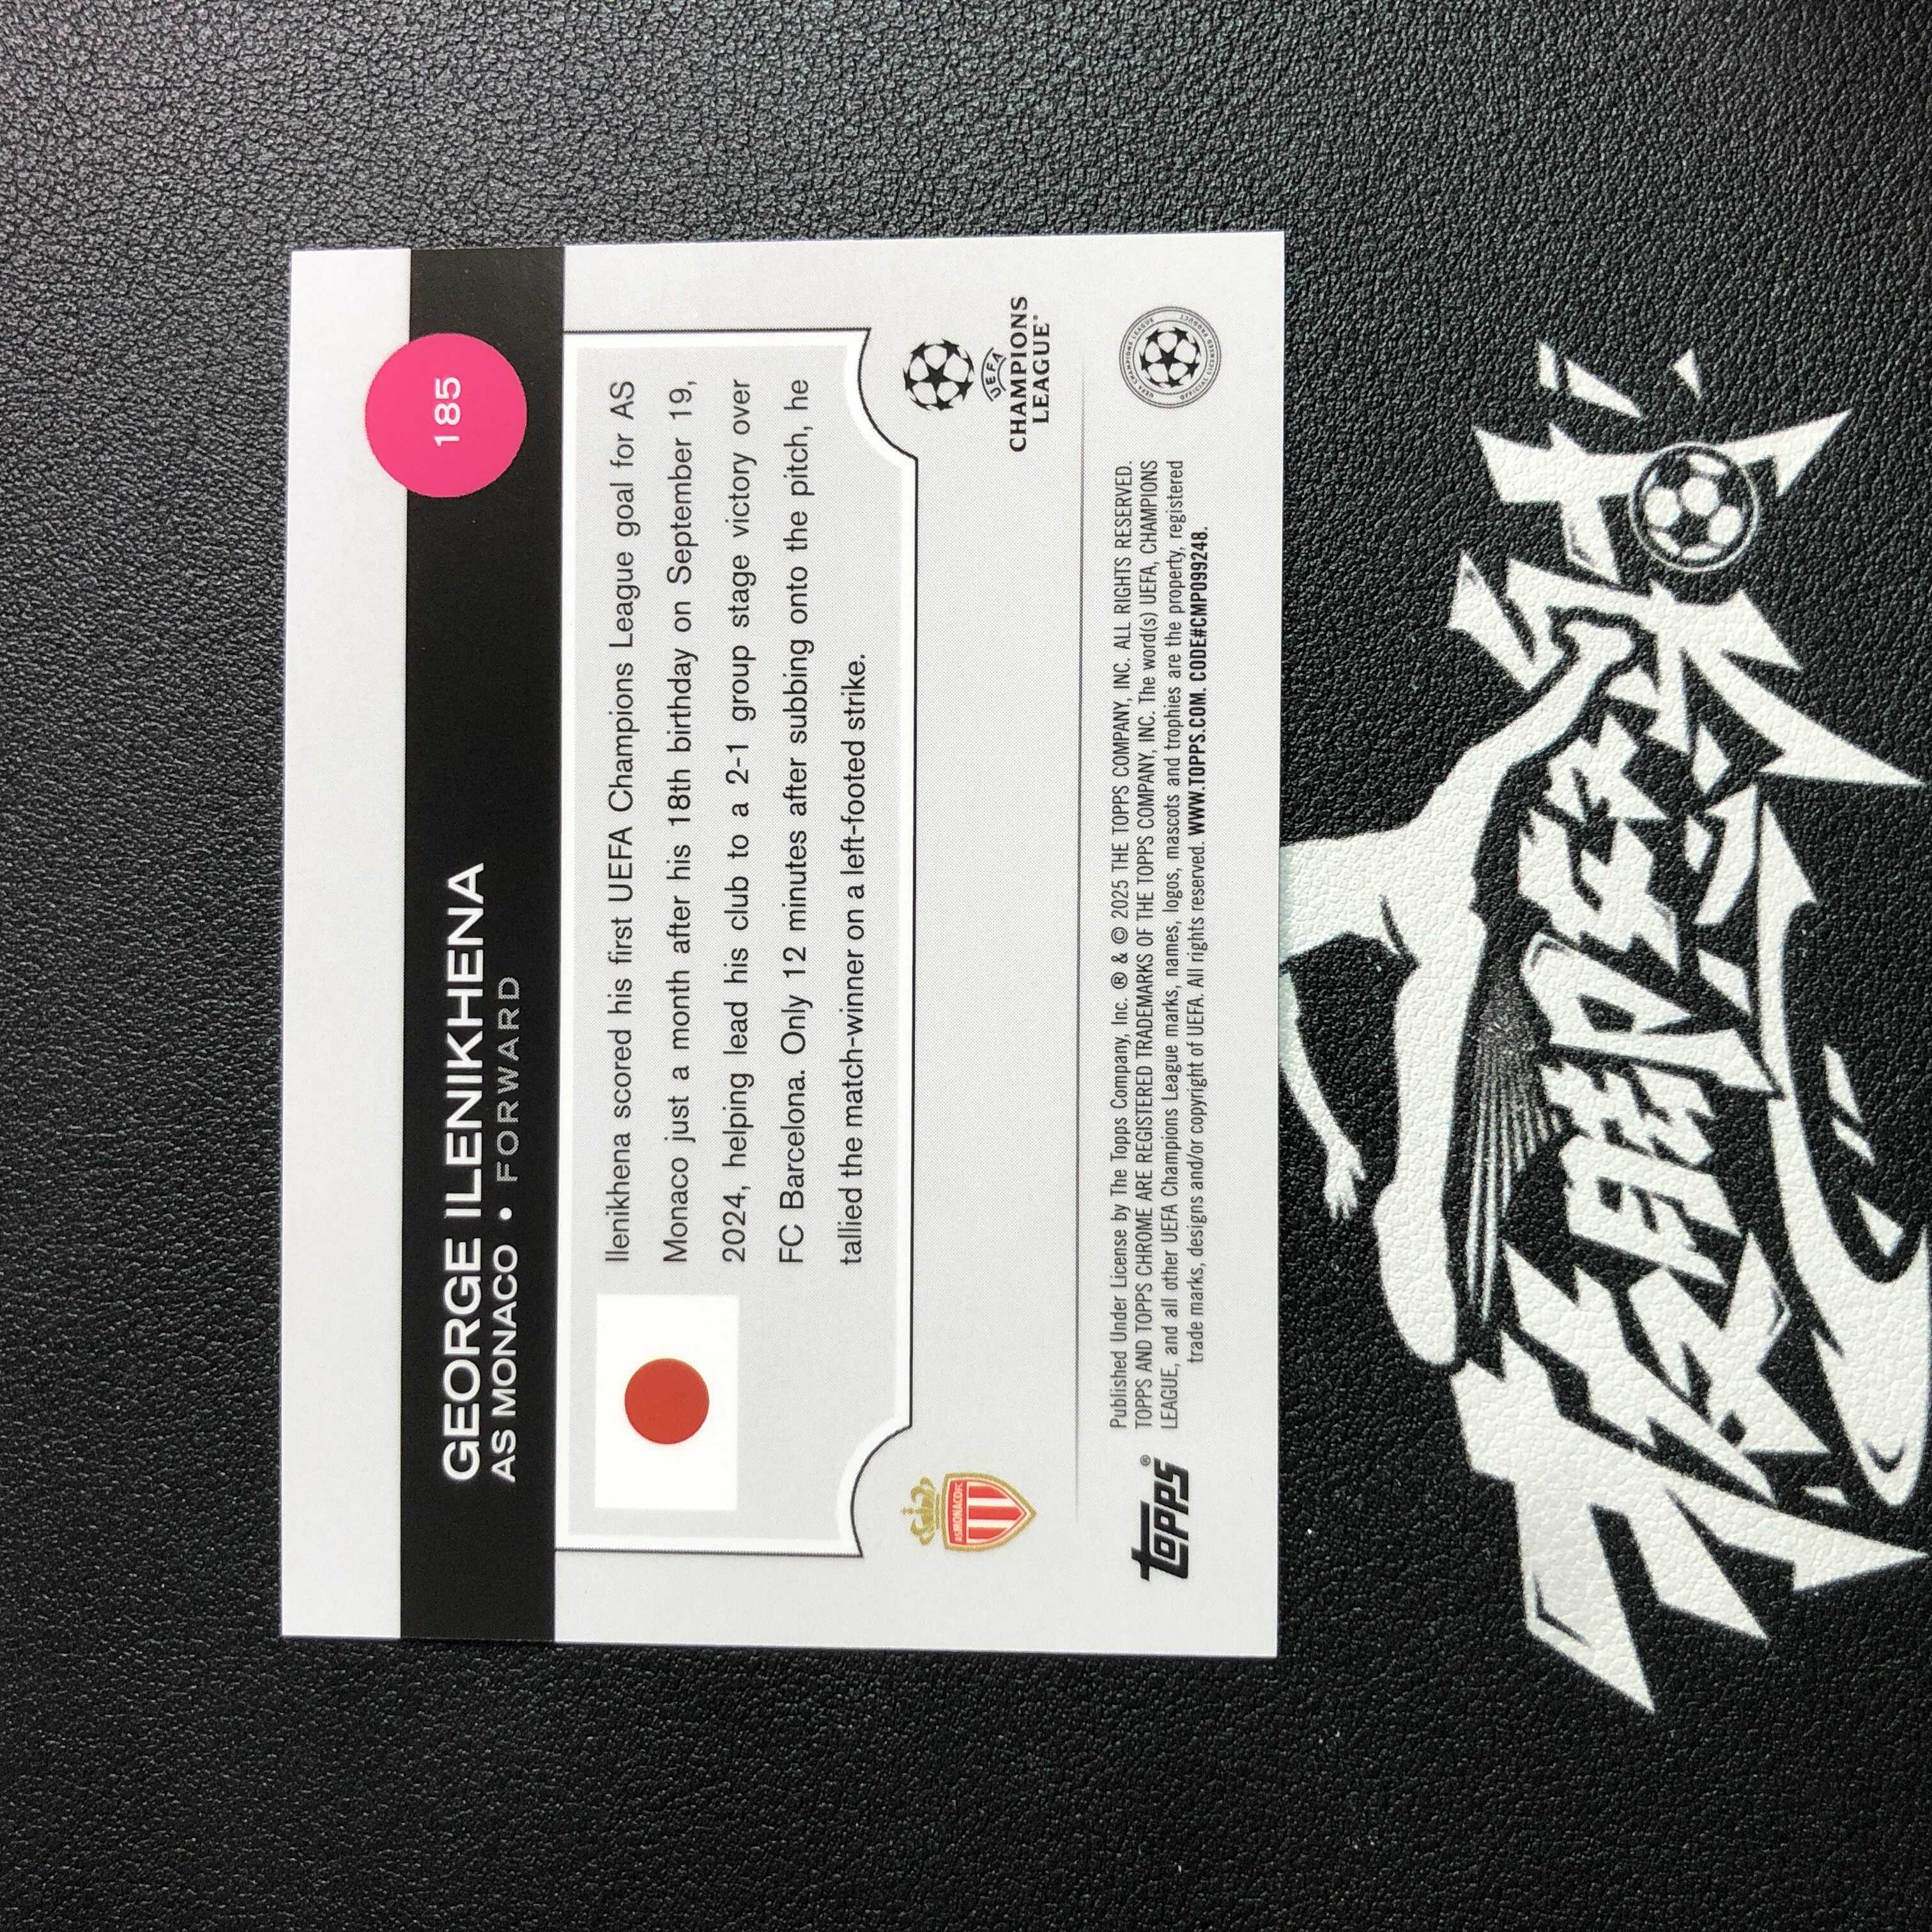 185
GEORGE ILENIKHENA
AS MONACO • FORWARD
Ilenikhena scored his first UEFA Champions League goal for AS
Monaco just a month after his 18th birthday on September 19,
2024, helping lead his club to a 2-1 group stage victory over
FC Barcelona. Only 12 minutes after subbing onto the pitch, he
tallied the match-winner on a left-footed strike.
AS MONACO FC
UEFA
CHAMPIONS
LEAGUE®
topps®
Published Under License by The Topps Company, Inc. ® & © 2025 THE TOPPS COMPANY, INC. ALL RIGHTS RESERVED.
TOPPS AND TOPPS CHROME ARE REGISTERED TRADEMARKS OF THE TOPPS COMPANY, INC. The word(s) UEFA, CHAMPIONS
LEAGUE, and all other UEFA Champions League marks, names, logos, mascots and trophies are the property, registered
trade marks, designs and/or copyright of UEFA. All rights reserved. WWW.TOPPS.COM. CODE#CMP099248.